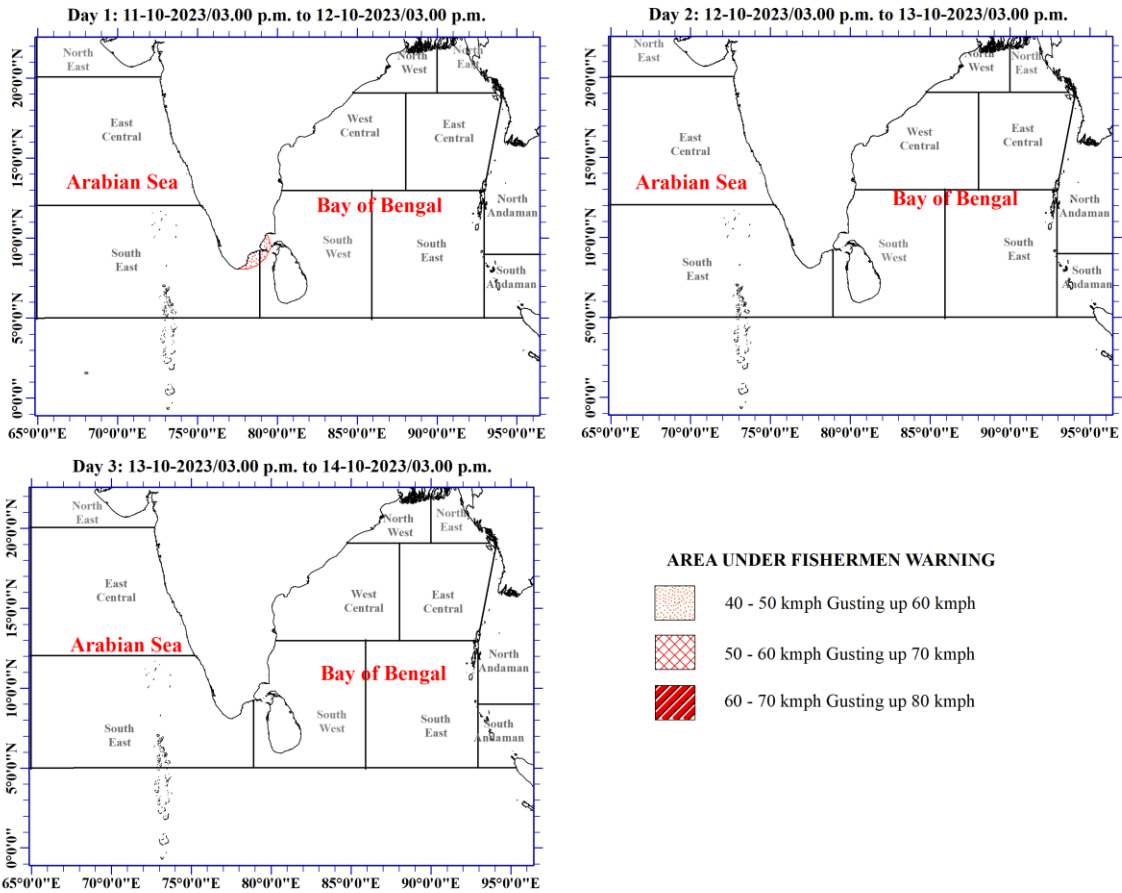 Day 1: 11-10-2023/03.00 p.m. to 12-10-2023/03.00 p.m.
North
East
North
West
North
East
East
Central
West
Central
East
Central
Arabian Sea
Bay of Bengal
North
Andaman
South
East
South
West
South
East
South
Andaman
20°0'0"N
15°0'0"N
10°0'0"N
5°0'0"N
0°0'0"
65°0'0"E
70°0'0"E
75°0'0"E
80°0'0"E
85°0'0"E
90°0'0"E
95°0'0"E
Day 2: 12-10-2023/03.00 p.m. to 13-10-2023/03.00 p.m.
North
East
North
West
North
East
East
Central
West
Central
East
Central
Arabian Sea
Bay of Bengal
North
Andaman
South
East
South
West
South
East
South
Andaman
20°0'0"N
15°0'0"N
10°0'0"N
5°0'0"N
0°0'0"
65°0'0"E
70°0'0"E
75°0'0"E
80°0'0"E
85°0'0"E
90°0'0"E
95°0'0"E
Day 3: 13-10-2023/03.00 p.m. to 14-10-2023/03.00 p.m.
North
East
North
West
North
East
East
Central
West
Central
East
Central
Arabian Sea
Bay of Bengal
North
Andaman
South
East
South
West
South
East
South
Andaman
20°0'0"N
15°0'0"N
10°0'0"N
5°0'0"N
0°0'0"
65°0'0"E
70°0'0"E
75°0'0"E
80°0'0"E
85°0'0"E
90°0'0"E
95°0'0"E
AREA UNDER FISHERMEN WARNING
40 - 50 kmph Gusting up 60 kmph
50 - 60 kmph Gusting up 70 kmph
60 - 70 kmph Gusting up 80 kmph